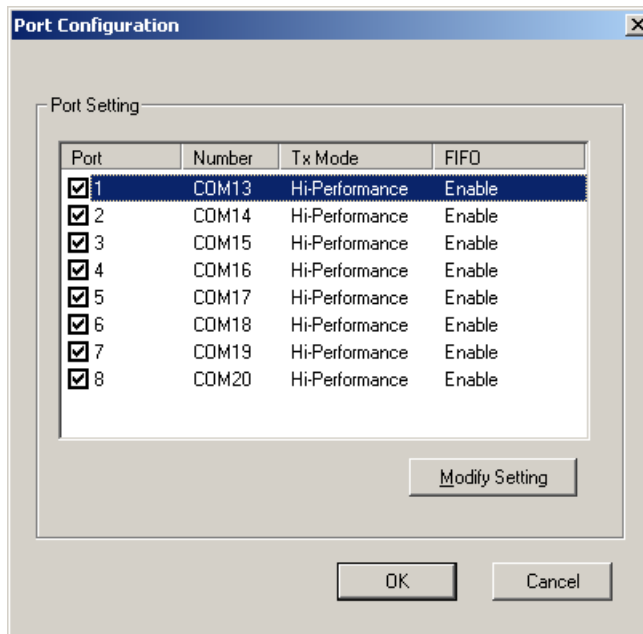 Port Configuration
Port Setting
Port Number Tx Mode FIFO
1 COM13 Hi-Performance Enable
2 COM14 Hi-Performance Enable
3 COM15 Hi-Performance Enable
4 COM16 Hi-Performance Enable
5 COM17 Hi-Performance Enable
6 COM18 Hi-Performance Enable
7 COM19 Hi-Performance Enable
8 COM20 Hi-Performance Enable
Modify Setting
OK Cancel